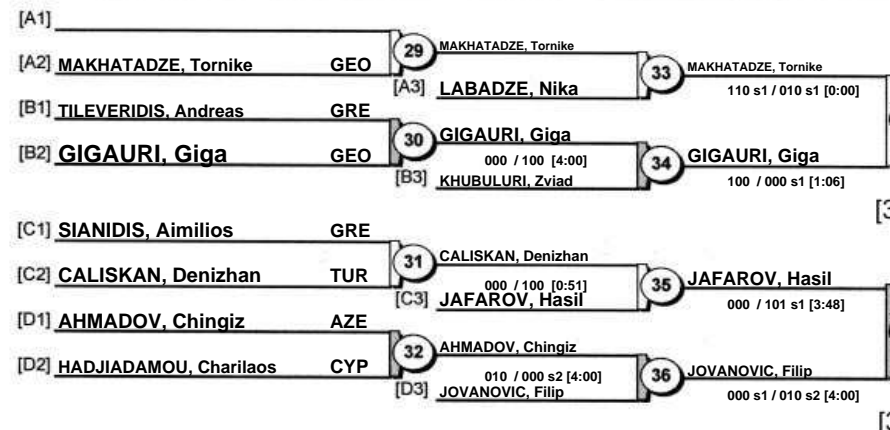 [A1]
[A2] MAKHATADZE, Tornike GEO
29
MAKHATADZE, Tornike
[A3] LABADZE, Nika
33
MAKHATADZE, Tornike
110 s1 / 010 s1 [0:00]
[B1] TILEVERIDIS, Andreas GRE
[B2] GIGAURI, Giga GEO
30
GIGAURI, Giga
000 / 100 [4:00]
[B3] KHUBULURI, Zviad
34
GIGAURI, Giga
100 / 000 s1 [1:06]
[3
[C1] SIANIDIS, Aimilios GRE
[C2] CALISKAN, Denizhan TUR
31
CALISKAN, Denizhan
000 / 100 [0:51]
[C3] JAFAROV, Hasil
35
JAFAROV, Hasil
000 / 101 s1 [3:48]
[D1] AHMADOV, Chingiz AZE
[D2] HADJIADAMOU, Charilaos CYP
32
AHMADOV, Chingiz
010 / 000 s2 [4:00]
[D3] JOVANOVIC, Filip
36
JOVANOVIC, Filip
000 s1 / 010 s2 [4:00]
[3